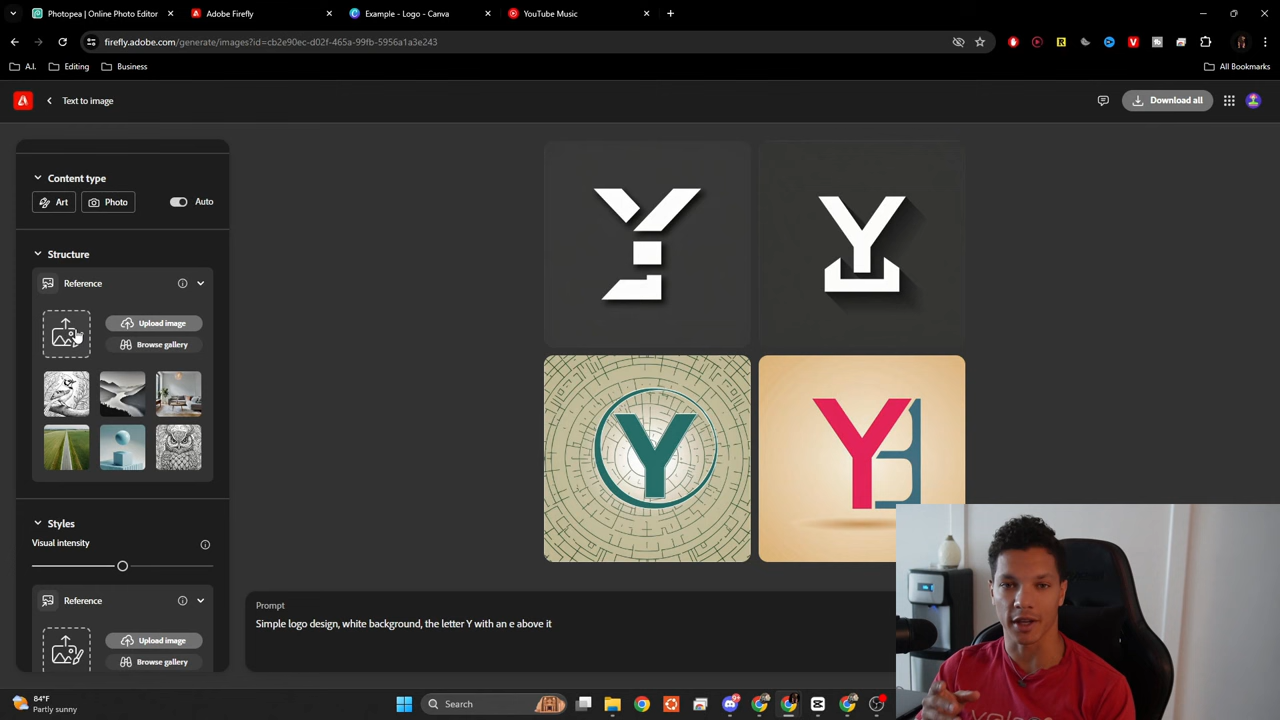 Photopea | Online Photo Editor
Adobe Firefly
Example - Logo - Canva
YouTube Music
firefly.adobe.com/generate/images?id=cb2e90ec-d02f-465a-99fb-5956a1a3e243
A.I.
Editing
Business
All Bookmarks
Text to image
Download all
Content type
Art
Photo
Auto
Structure
Reference
Upload image
Browse gallery
Styles
Visual intensity
Reference
Upload image
Browse gallery
Y
Y
Y
Y
Prompt
Simple logo design, white background, the letter Y with an e above it
84°F
Partly sunny
Search